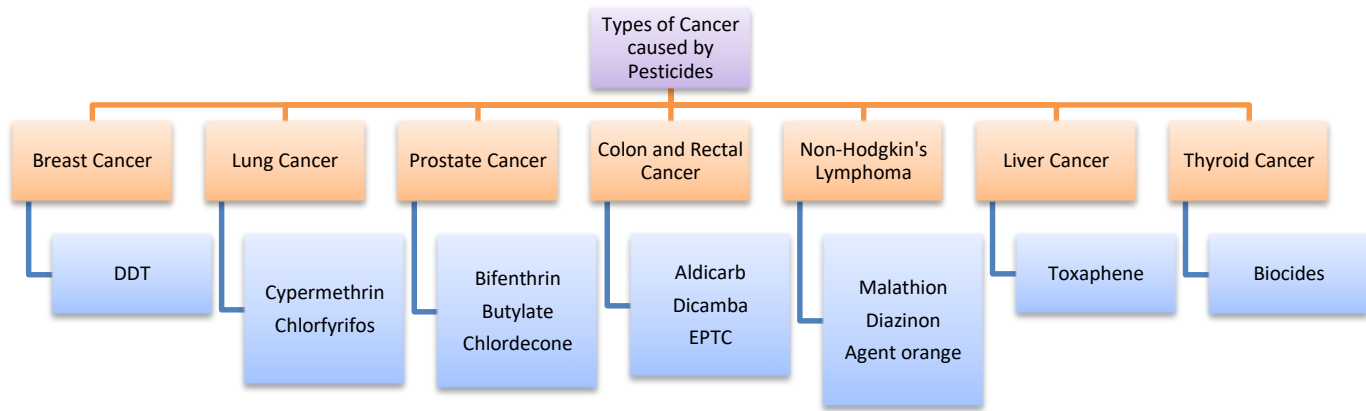 Types of Cancer
caused by
Pesticides
Breast Cancer
Lung Cancer
Prostate Cancer
Colon and Rectal
Cancer
Non-Hodgkin's
Lymphoma
Liver Cancer
Thyroid Cancer
DDT
Cypermethrin
Chlorfyrifos
Bifenthrin
Butylate
Chlordecone
Aldicarb
Dicamba
EPTC
Malathion
Diazinon
Agent orange
Toxaphene
Biocides